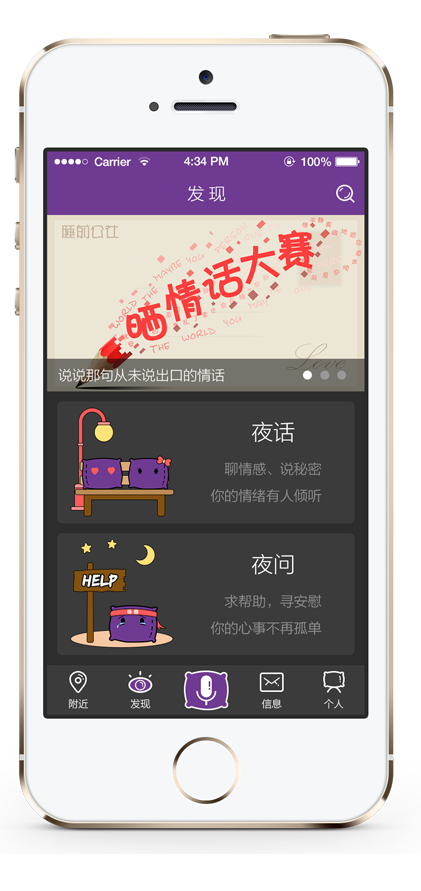 Carrier 4:34 PM 100%
发现
睡前公社
晒情话大赛
THE WORLD YOU
Love
说说那句从未说出口的情话
夜话
聊情感、说秘密
你的情绪有人倾听
HELP
夜问
求帮助，寻安慰
你的心事不再孤单
附近 发现 信息 个人